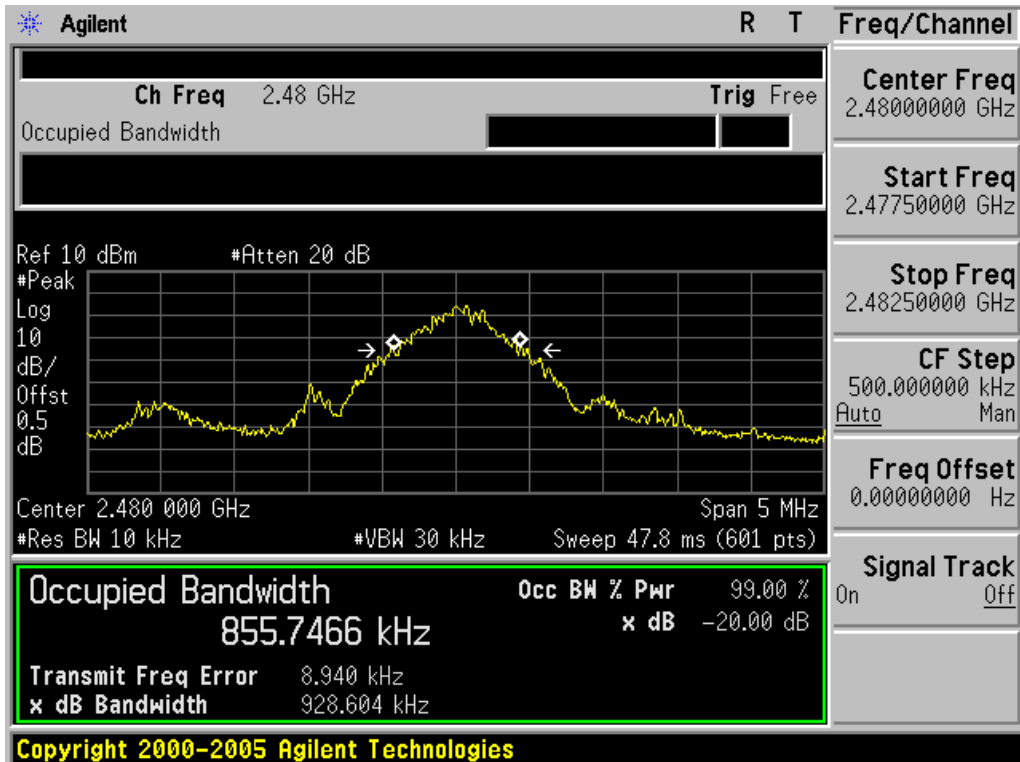 Agilent R T
Ch Freq 2.48 GHz Trig Free
Occupied Bandwidth
Ref 10 dBm #Atten 20 dB
#Peak
Log
10
dB/
Offst
0.5
dB
Center 2.480 000 GHz Span 5 MHz
#Res BW 10 kHz #VBW 30 kHz Sweep 47.8 ms (601 pts)
Occupied Bandwidth
855.7466 kHz
Occ BW % Pwr 99.00 %
x dB -20.00 dB
Transmit Freq Error 8.940 kHz
x dB Bandwidth 928.604 kHz
Copyright 2000-2005 Agilent Technologies
Freq/Channel
Center Freq
2.48000000 GHz
Start Freq
2.47750000 GHz
Stop Freq
2.48250000 GHz
CF Step
500.000000 kHz
Auto Man
Freq Offset
0.00000000 Hz
Signal Track
On Off